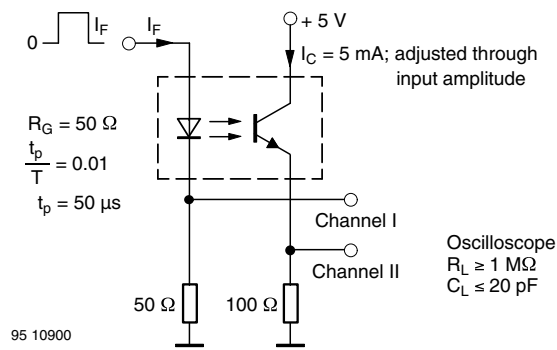 0
I_F
I_F
+ 5 V
I_C = 5 mA; adjusted through
input amplitude
R_G = 50 Ω
t_p
T
= 0.01
t_p = 50 µs
Channel I
Channel II
50 Ω
100 Ω
Oscilloscope
R_L ≥ 1 MΩ
C_L ≤ 20 pF
95 10900